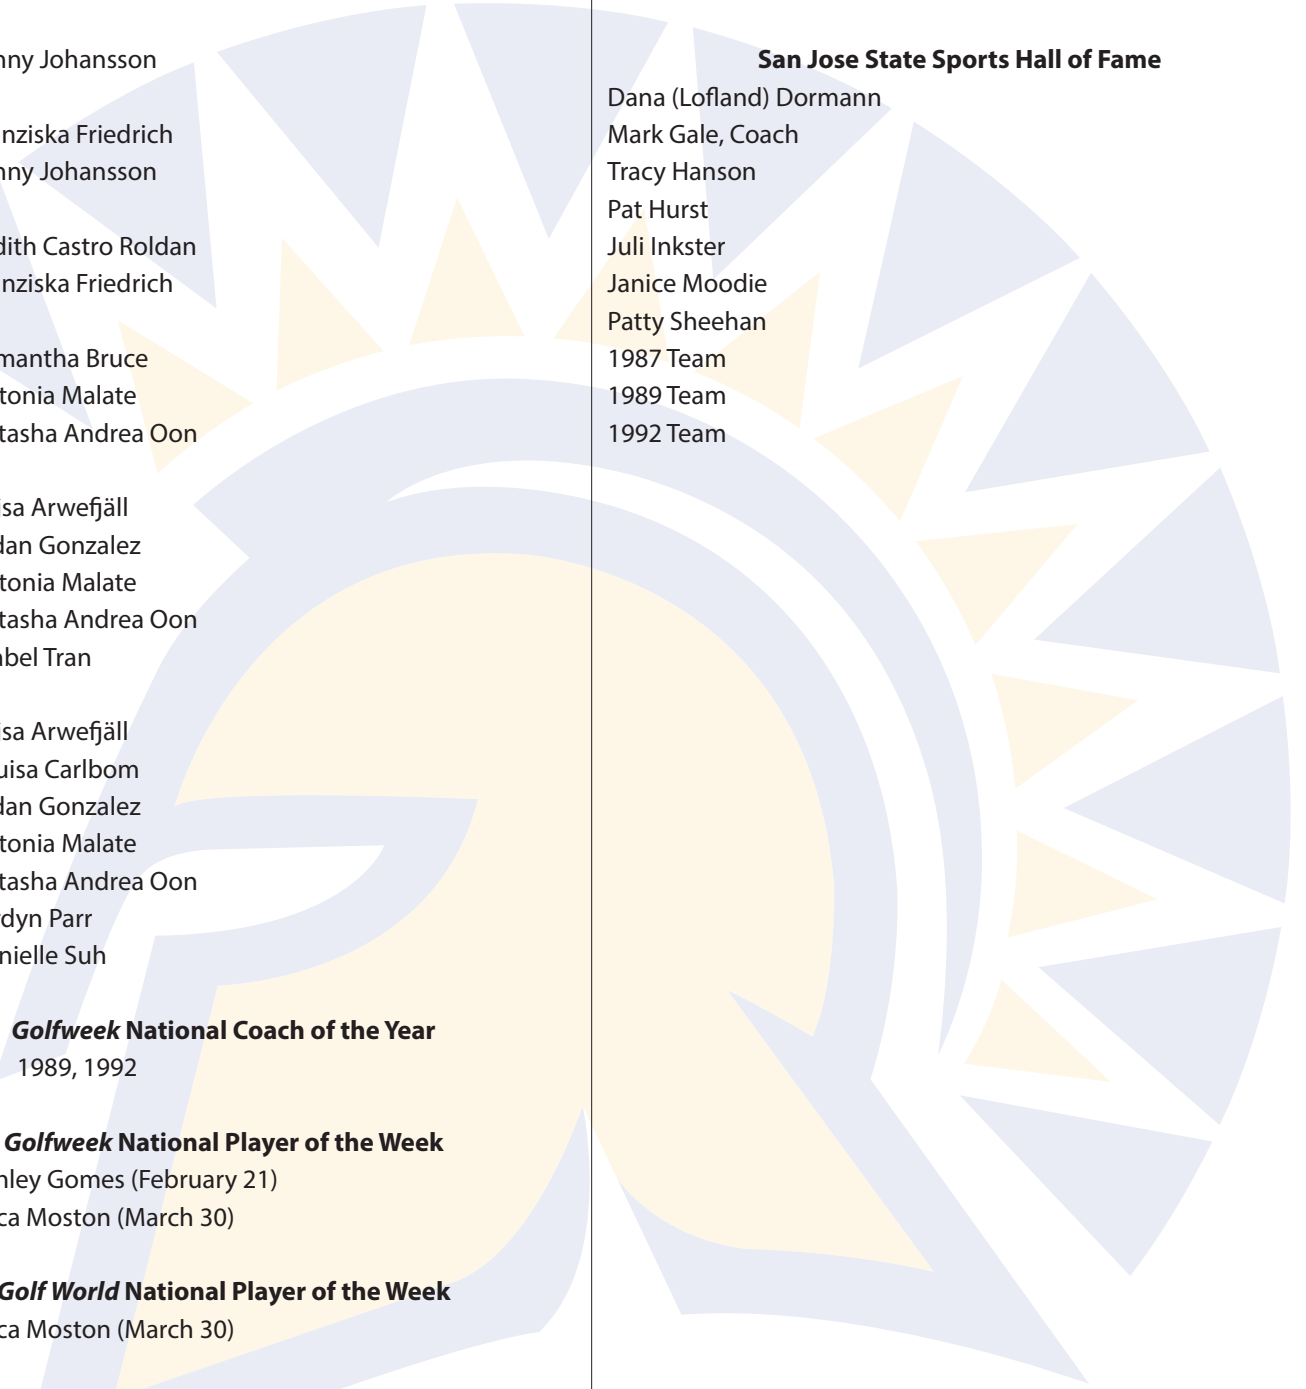 nny Johansson
nziska Friedrich
nny Johansson
dith Castro Roldan
nziska Friedrich
mantha Bruce
tonia Malate
tasha Andrea Oon
sa Arwefjäll
dan Gonzalez
tonia Malate
tasha Andrea Oon
bel Tran
sa Arwefjäll
uisa Carlbom
dan Gonzalez
tonia Malate
tasha Andrea Oon
dyn Parr
nielle Suh
Golfweek National Coach of the Year
1989, 1992
Golfweek National Player of the Week
hley Gomes (February 21)
ca Moston (March 30)
Golf World National Player of the Week
ca Moston (March 30)
San Jose State Sports Hall of Fame
Dana (Lofland) Dormann
Mark Gale, Coach
Tracy Hanson
Pat Hurst
Juli Inkster
Janice Moodie
Patty Sheehan
1987 Team
1989 Team
1992 Team